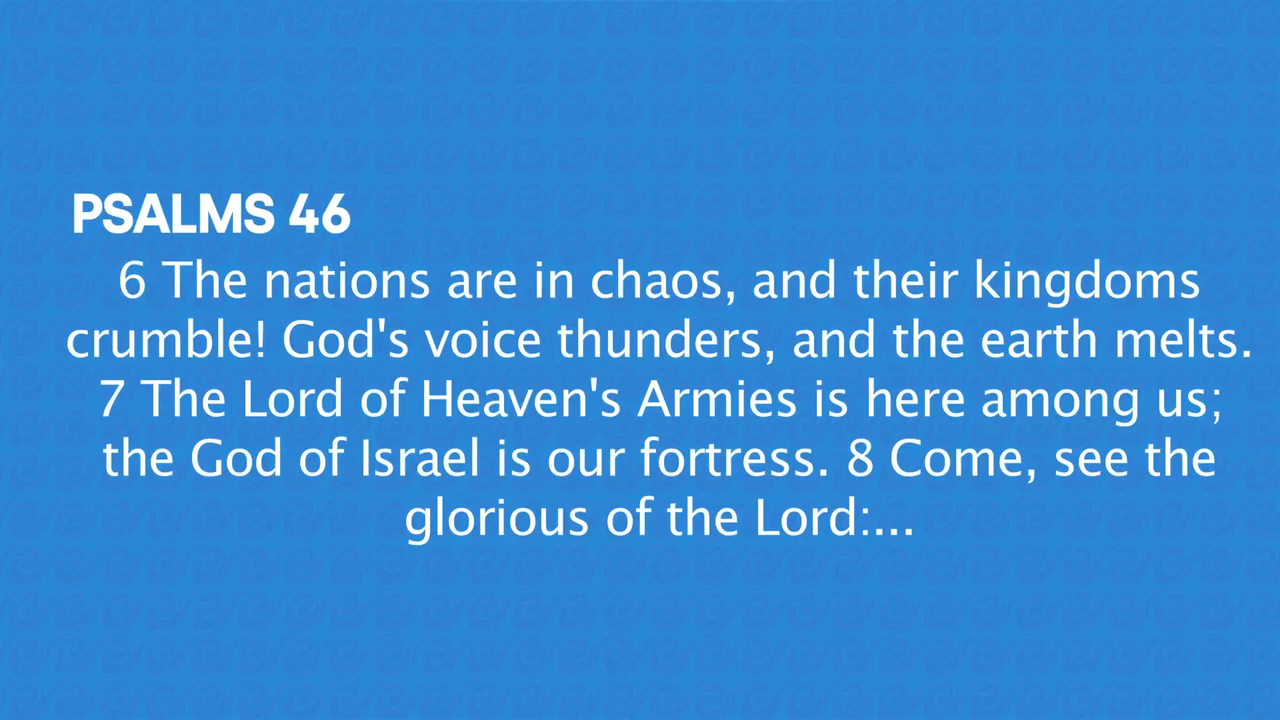 PSALMS 46
6 The nations are in chaos, and their kingdoms
crumble! God's voice thunders, and the earth melts.
7 The Lord of Heaven's Armies is here among us;
the God of Israel is our fortress. 8 Come, see the
glorious of the Lord:...